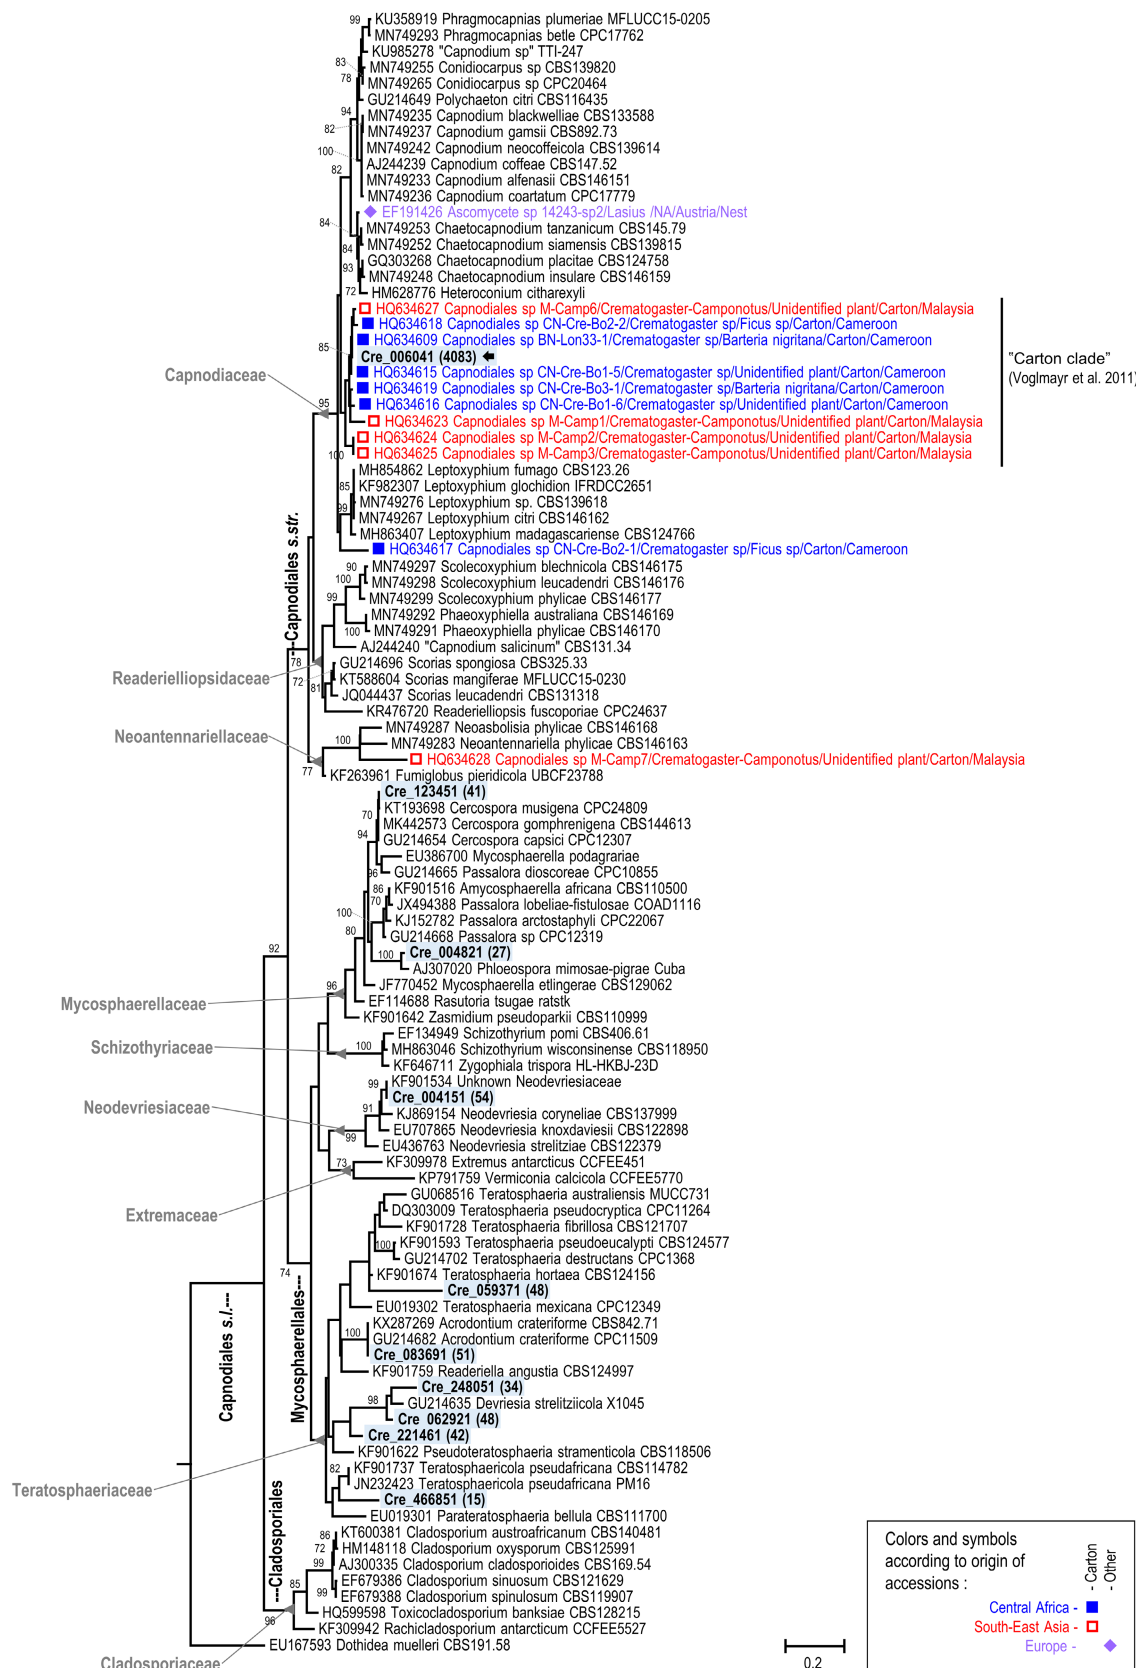 99
KU358919 Phragmocapnias plumeriae MFLUCC15-0205
MN749293 Phragmocapnias betle CPC17762
KU985278 "Capnodium sp" TTI-247
83
MN749255 Conidiocarpus sp CBS139820
78
MN749265 Conidiocarpus sp CPC20464
GU214649 Polychaeton citri CBS116435
94
MN749235 Capnodium blackwelliae CBS133588
82
MN749237 Capnodium gamsii CBS892.73
100
MN749242 Capnodium neocoffeicola CBS139614
AJ244239 Capnodium coffeae CBS147.52
82
MN749233 Capnodium alfenasii CBS146151
MN749236 Capnodium coartatum CPC17779
EF191426 Ascomycete sp 14243-sp2/Lasius /NA/Austria/Nest
84
MN749253 Chaetocapnodium tanzanicum CBS145.79
84
MN749252 Chaetocapnodium siamensis CBS139815
93
GQ303268 Chaetocapnodium placitae CBS124758
MN749248 Chaetocapnodium insulare CBS146159
72
HM628776 Heteroconium citharexyli
HQ634627 Capnodiales sp M-Camp6/Crematogaster-Camponotus/Unidentified plant/Carton/Malaysia
HQ634618 Capnodiales sp CN-Cre-Bo2-2/Crematogaster sp/Ficus sp/Carton/Cameroon
85
HQ634609 Capnodiales sp BN-Lon33-1/Crematogaster sp/Barteria nigritana/Carton/Cameroon
Cre_006041 (4083)
"Carton clade"
(Voglmayr et al. 2011)
Capnodiaceae
HQ634615 Capnodiales sp CN-Cre-Bo1-5/Crematogaster sp/Unidentified plant/Carton/Cameroon
HQ634619 Capnodiales sp CN-Cre-Bo3-1/Crematogaster sp/Barteria nigritana/Carton/Cameroon
95
HQ634616 Capnodiales sp CN-Cre-Bo1-6/Crematogaster sp/Unidentified plant/Carton/Cameroon
HQ634623 Capnodiales sp M-Camp1/Crematogaster-Camponotus/Unidentified plant/Carton/Malaysia
HQ634624 Capnodiales sp M-Camp2/Crematogaster-Camponotus/Unidentified plant/Carton/Malaysia
100
HQ634625 Capnodiales sp M-Camp3/Crematogaster-Camponotus/Unidentified plant/Carton/Malaysia
MH854862 Leptoxyphium fumago CBS123.26
85
KF982307 Leptoxyphium glochidion IFRDCC2651
99
MN749276 Leptoxyphium sp. CBS139618
MN749267 Leptoxyphium citri CBS146162
MH863407 Leptoxyphium madagascariense CBS124766
HQ634617 Capnodiales sp CN-Cre-Bo2-1/Crematogaster sp/Ficus sp/Carton/Cameroon
---Capnodiales s.str.
90
MN749297 Scolecoxyphium blechnicola CBS146175
100
MN749298 Scolecoxyphium leucadendri CBS146176
99
MN749299 Scolecoxyphium phylicae CBS146177
MN749292 Phaeoxyphiella australiana CBS146169
100
MN749291 Phaeoxyphiella phylicae CBS146170
AJ244240 "Capnodium salicinum" CBS131.34
78
GU214696 Scorias spongiosa CBS325.33
Readerielliopsidaceae
72
KT588604 Scorias mangiferae MFLUCC15-0230
81
JQ044437 Scorias leucadendri CBS131318
KR476720 Readerielliopsis fuscoporiae CPC24637
MN749287 Neoasbolisia phylicae CBS146168
Neoantennariellaceae
100
MN749283 Neoantennariella phylicae CBS146163
HQ634628 Capnodiales sp M-Camp7/Crematogaster-Camponotus/Unidentified plant/Carton/Malaysia
77
KF263961 Fumiglobus pieridicola UBCF23788
Cre_123451 (41)
KT193698 Cercospora musigena CPC24809
70
MK442573 Cercospora gomphrenigena CBS144613
94
GU214654 Cercospora capsici CPC12307
EU386700 Mycosphaerella podagrariae
96
GU214665 Passalora dioscoreae CPC10855
86
KF901516 Amycosphaerella africana CBS110500
70
JX494388 Passalora lobeliae-fistulosae COAD1116
100
KJ152782 Passalora arctostaphyli CPC22067
80
GU214668 Passalora sp CPC12319
92
100
Cre_004821 (27)
AJ307020 Phloeospora mimosae-pigrae Cuba
96
JF770452 Mycosphaerella etlingerae CBS129062
Mycosphaerellaceae
EF114688 Rasutoria tsugae ratstk
KF901642 Zasmidium pseudoparkii CBS110999
EF134949 Schizothyrium pomi CBS406.61
Schizothyriaceae
100
MH863046 Schizothyrium wisconsinense CBS118950
KF646711 Zygophiala trispora HL-HKBJ-23D
99
KF901534 Unknown Neodevriesiaceae
Cre_004151 (54)
Neodevriesiaceae
91
KJ869154 Neodevriesia coryneliae CBS137999
EU707865 Neodevriesia knoxdaviesii CBS122898
99
EU436763 Neodevriesia strelitziae CBS122379
73
KF309978 Extremus antarcticus CCFEE451
KP791759 Vermiconia calcicola CCFEE5770
Extremaceae
GU068516 Teratosphaeria australiensis MUCC731
DQ303009 Teratosphaeria pseudocryptica CPC11264
KF901728 Teratosphaeria fibrillosa CBS121707
100
KF901593 Teratosphaeria pseudoeucalypti CBS124577
GU214702 Teratosphaeria destructans CPC1368
74
KF901674 Teratosphaeria hortaea CBS124156
Cre_059371 (48)
EU019302 Teratosphaeria mexicana CPC12349
KX287269 Acrodontium crateriforme CBS842.71
100
GU214682 Acrodontium crateriforme CPC11509
Cre_083691 (51)
Capnodiales s.l.---
Mycosphaerellales---
KF901759 Readeriella angustia CBS124997
Cre_248051 (34)
98
GU214635 Devriesia strelitziicola X1045
Cre_062921 (48)
Cre_221461 (42)
KF901622 Pseudoteratosphaeria stramenticola CBS118506
82
KF901737 Teratosphaericola pseudafricana CBS114782
Teratosphaeriaceae
JN232423 Teratosphaericola pseudafricana PM16
Cre_466851 (15)
EU019301 Parateratosphaeria bellula CBS111700
---Cladosporiales
86
KT600381 Cladosporium austroafricanum CBS140481
72
HM148118 Cladosporium oxysporum CBS125991
99
AJ300335 Cladosporium cladosporioides CBS169.54
85
EF679386 Cladosporium sinuosum CBS121629
99
EF679388 Cladosporium spinulosum CBS119907
HQ599598 Toxicocladosporium banksiae CBS128215
96
KF309942 Rachicladosporium antarcticum CCFEE5527
EU167593 Dothidea muelleri CBS191.58
Cladosporiaceae
0.2
Colors and symbols
according to origin of
accessions :
- Carton
- Other
Central Africa -
South-East Asia -
Europe -